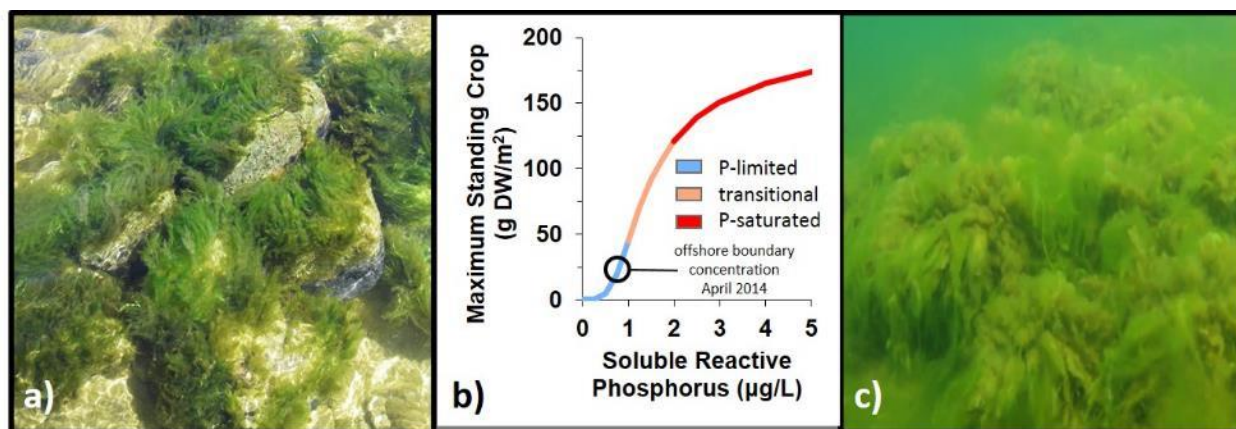 a)
b)
Maximum Standing Crop
(g DW/m²)
200
150
100
50
0
P-limited
transitional
P-saturated
offshore boundary
concentration
April 2014
0 1 2 3 4 5
Soluble Reactive
Phosphorus (µg/L)
c)